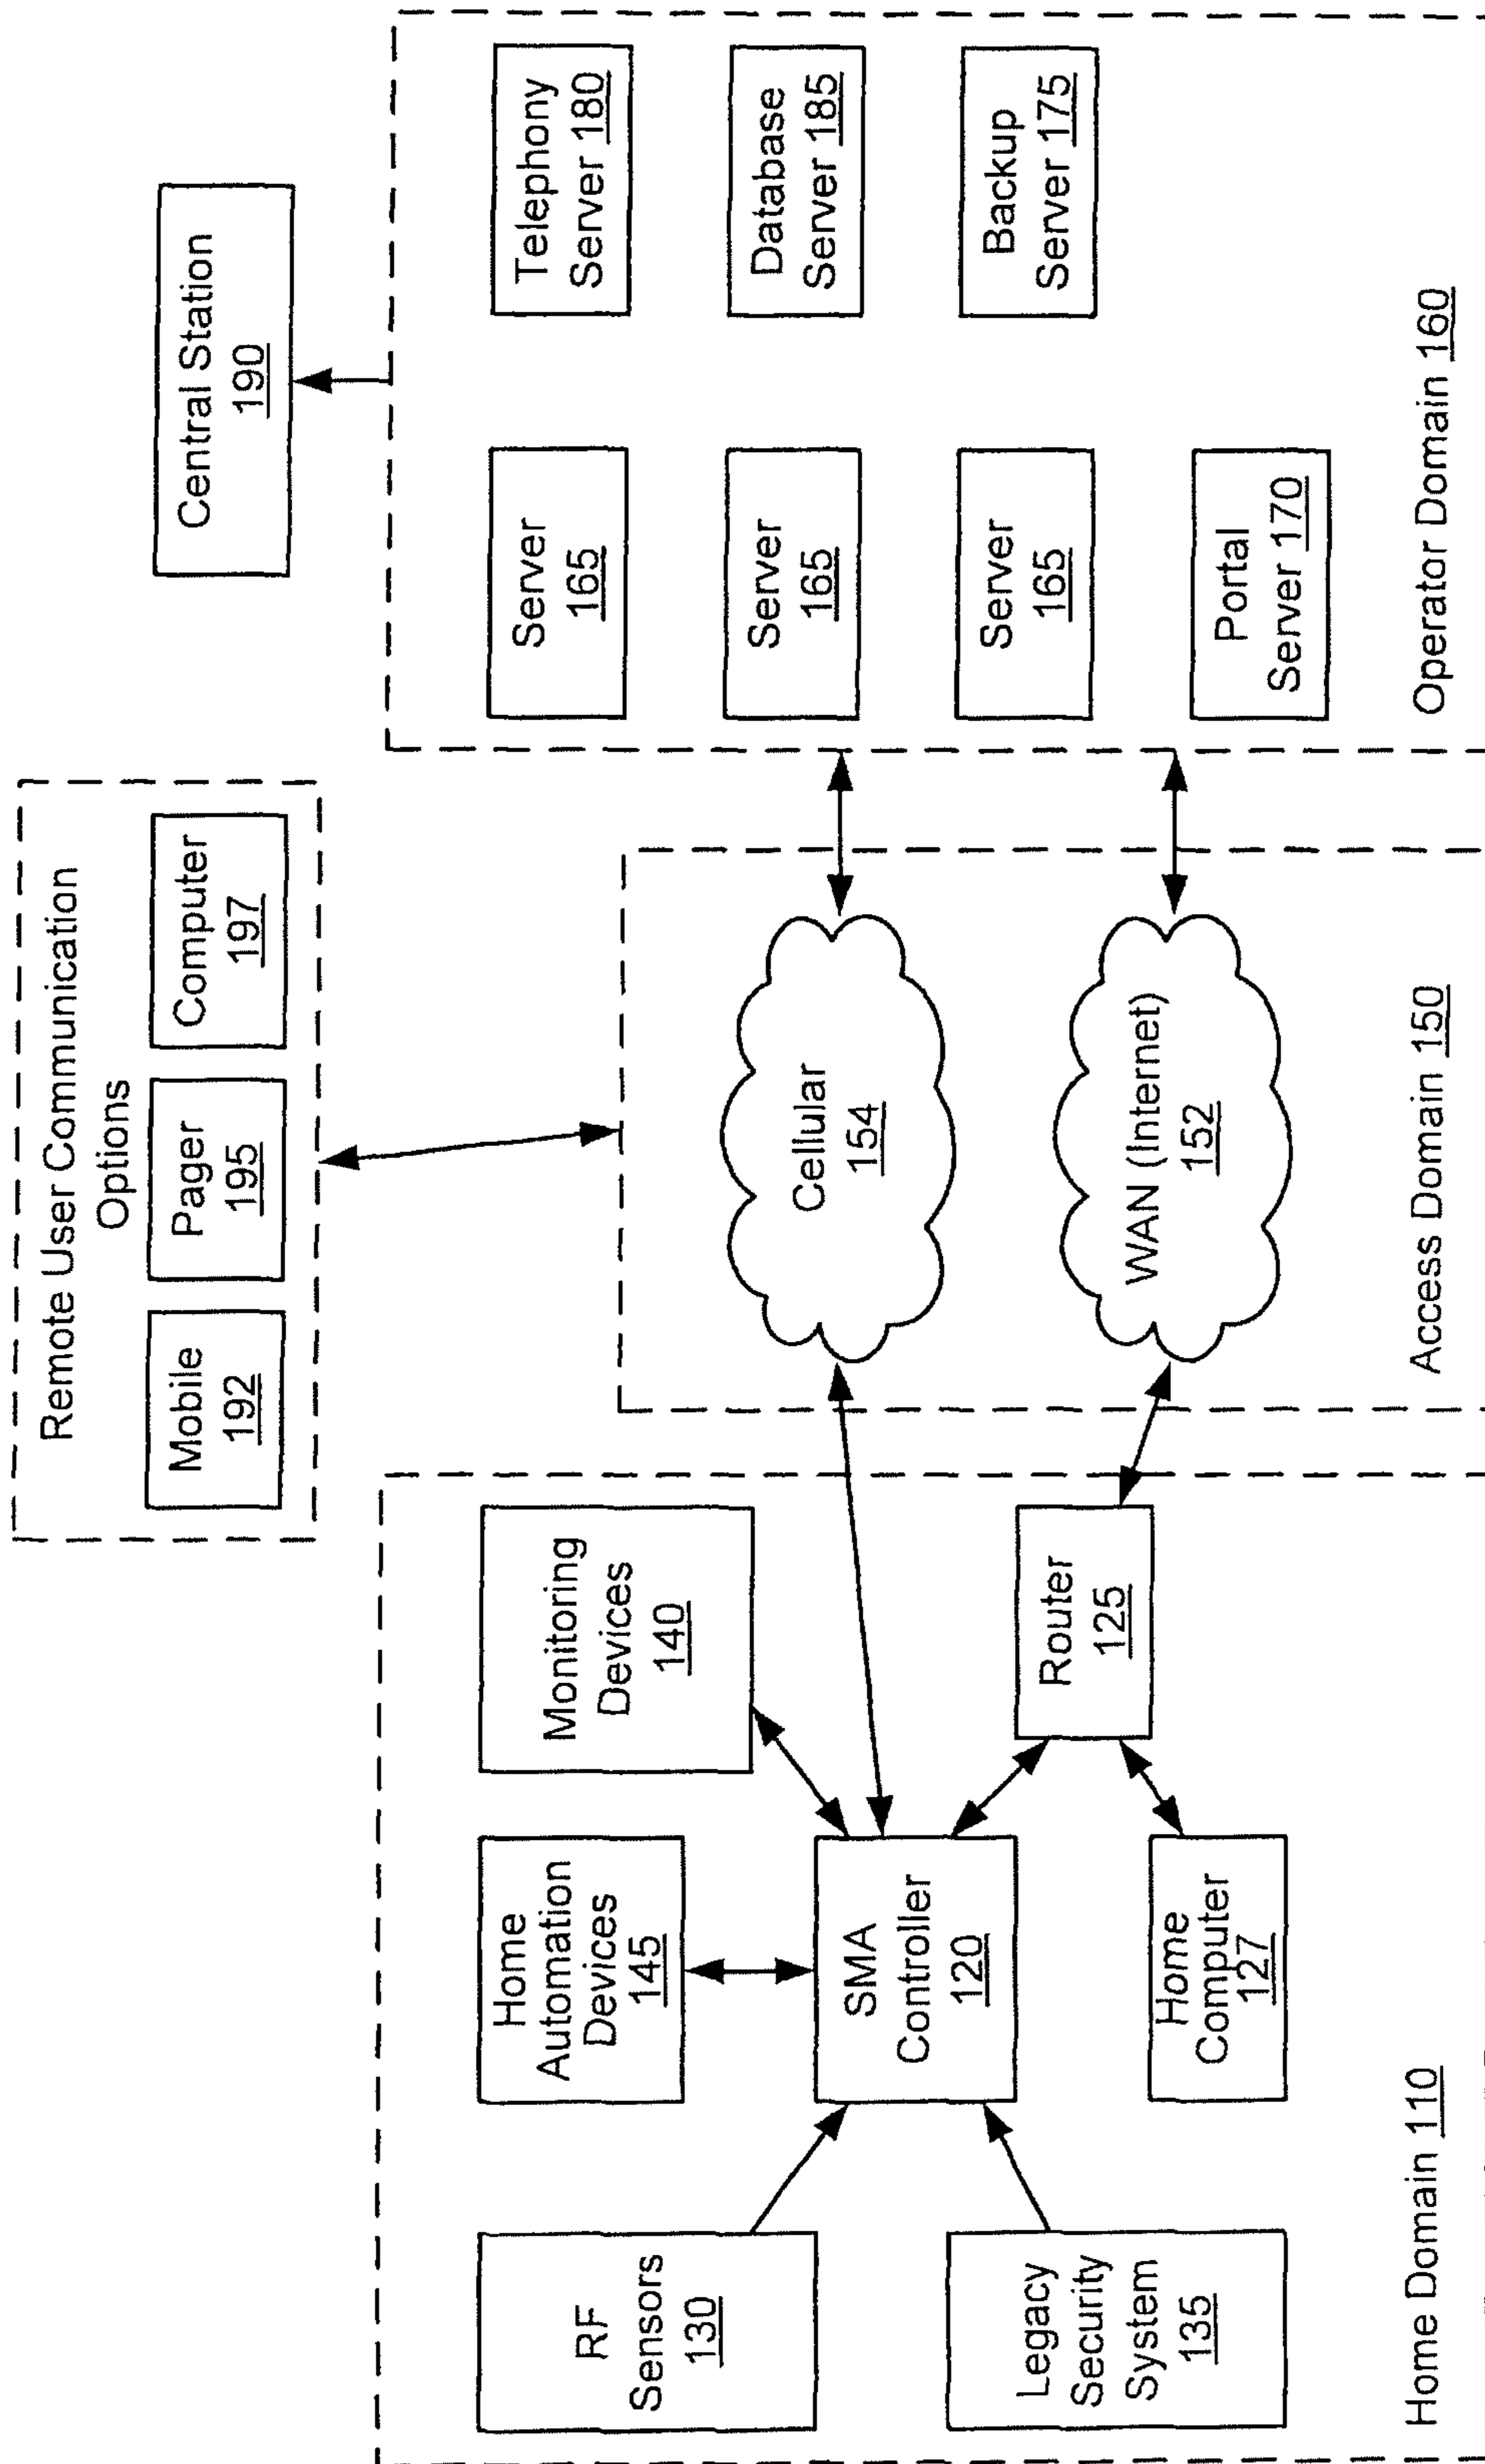 Remote User Communication
Options
Mobile
192
Pager
195
Computer
197
Central Station
190
RF
Sensors
130
Legacy
Security
System
135
Home
Automation
Devices
145
SMA
Controller
120
Home
Computer
127
Monitoring
Devices
140
Router
125
Home Domain 110
Cellular
154
WAN (Internet)
152
Access Domain 150
Server
165
Server
165
Server
165
Portal
Server 170
Telephony
Server 180
Database
Server 185
Backup
Server 175
Operator Domain 160